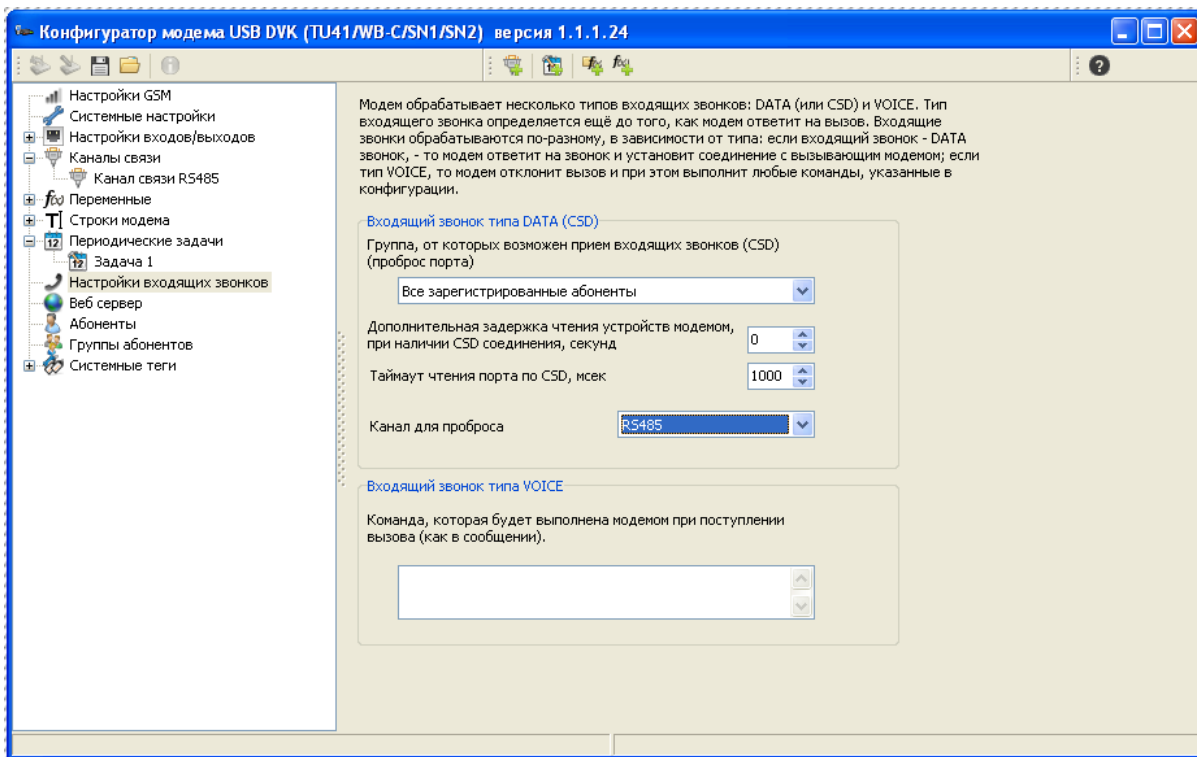 Конфигуратор модема USB DVK (TU41/WB-C/SN1/SN2) версия 1.1.1.24
Настройки GSM
Системные настройки
Настройки входов/выходов
Каналы связи
Канал связи RS485
f(x) Переменные
Строки модема
12 Периодические задачи
12 Задача 1
Настройки входящих звонков
Веб сервер
Абоненты
Группы абонентов
Системные теги
Модем обрабатывает несколько типов входящих звонков: DATA (или CSD) и VOICE. Тип
входящего звонка определяется ещё до того, как модем ответит на вызов. Входящие
звонки обрабатываются по-разному, в зависимости от типа: если входящий звонок - DATA
звонок, - то модем ответит на звонок и установит соединение с вызывающим модемом; если
тип VOICE, то модем отклонит вызов и при этом выполнит любые команды, указанные в
конфигурации.
Входящий звонок типа DATA (CSD)
Группа, от которых возможен прием входящих звонков (CSD)
(проброс порта)
Все зарегистрированные абоненты
Дополнительная задержка чтения устройств модемом,
при наличии CSD соединения, секунд
0
Таймаут чтения порта по CSD, мсек
1000
Канал для проброса
RS485
Входящий звонок типа VOICE
Команда, которая будет выполнена модемом при поступлении
вызова (как в сообщении).